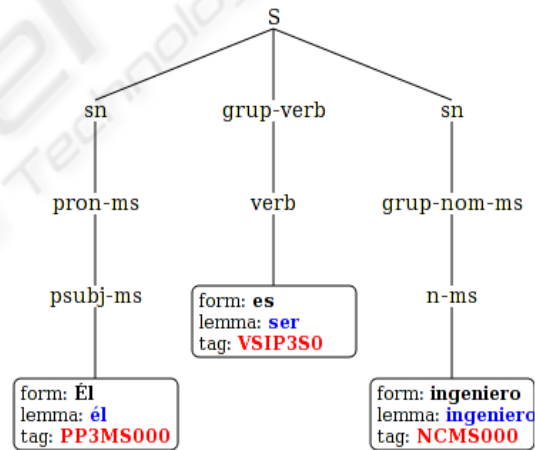 S
sn grup-verb sn
pron-ms verb grup-nom-ms
psubj-ms n-ms
form: es
lemma: ser
tag: VSIP3S0
form: Él
lemma: él
tag: PP3MS000
form: ingeniero
lemma: ingeniero
tag: NCMS000